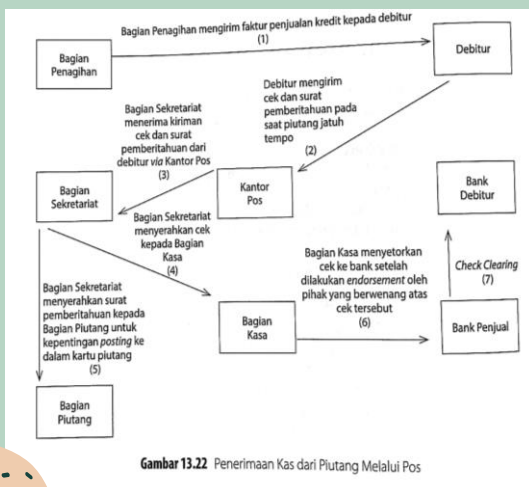 Bagian Penagihan mengirim faktur penjualan kredit kepada debitur
(1)
Bagian
Penagihan
Debitur
Debitur mengirim
cek dan surat
pemberitahuan pada
saat piutang jatuh
tempo
(2)
Bagian Sekretariat
menerima kiriman
cek dan surat
pemberitahuan dari
debitur via Kantor Pos
(3)
Bagian
Sekretariat
Kantor
Pos
Bank
Debitur
Bagian Sekretariat
menyerahkan cek
kepada Bagian
Kasa
(4)
Bagian Kasa menyetorkan
cek ke bank setelah
dilakukan endorsement oleh
pihak yang berwenang atas
cek tersebut
(6)
Check Clearing
(7)
Bagian Sekretariat
menyerahkan surat
pemberitahuan kepada
Bagian Piutang untuk
kepentingan posting ke
dalam kartu piutang
(5)
Bagian
Kasa
Bank Penjual
Bagian
Piutang
Gambar 13.22 Penerimaan Kas dari Piutang Melalui Pos